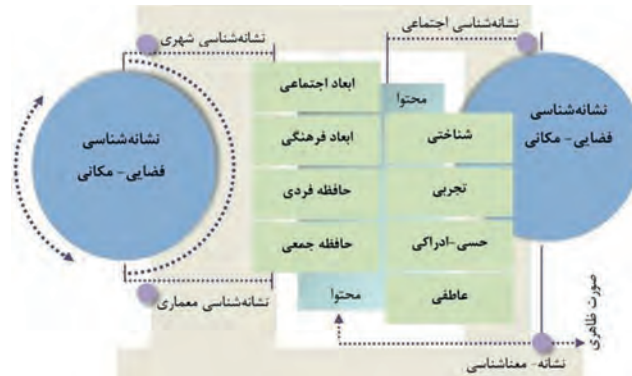 نشانه‌شناسی اجتماعی
نشانه‌شناسی شهری
نشانه‌شناسی
فضایی- مکانی
محتوا
شناختی
تجربی
حسی-ادراکی
عاطفی
ابعاد اجتماعی
ابعاد فرهنگی
حافظه فردی
حافظه جمعی
محتوا
نشانه‌شناسی
فضایی- مکانی
نشانه‌شناسی معماری
صورت ظاهری
نشانه- معناشناسی